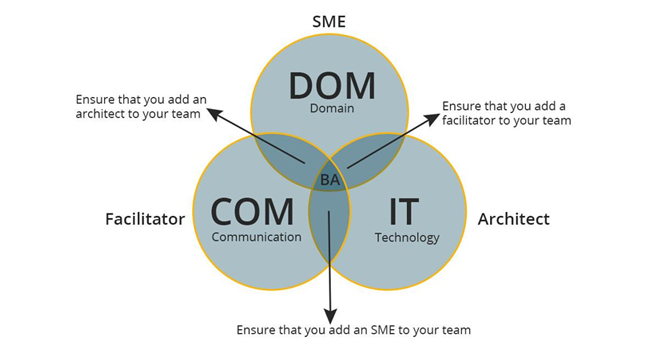 SME
DOM
Domain
Ensure that you add an
architect to your team
Ensure that you add a
facilitator to your team
BA
Facilitator
COM
Communication
IT
Technology
Architect
Ensure that you add an SME to your team